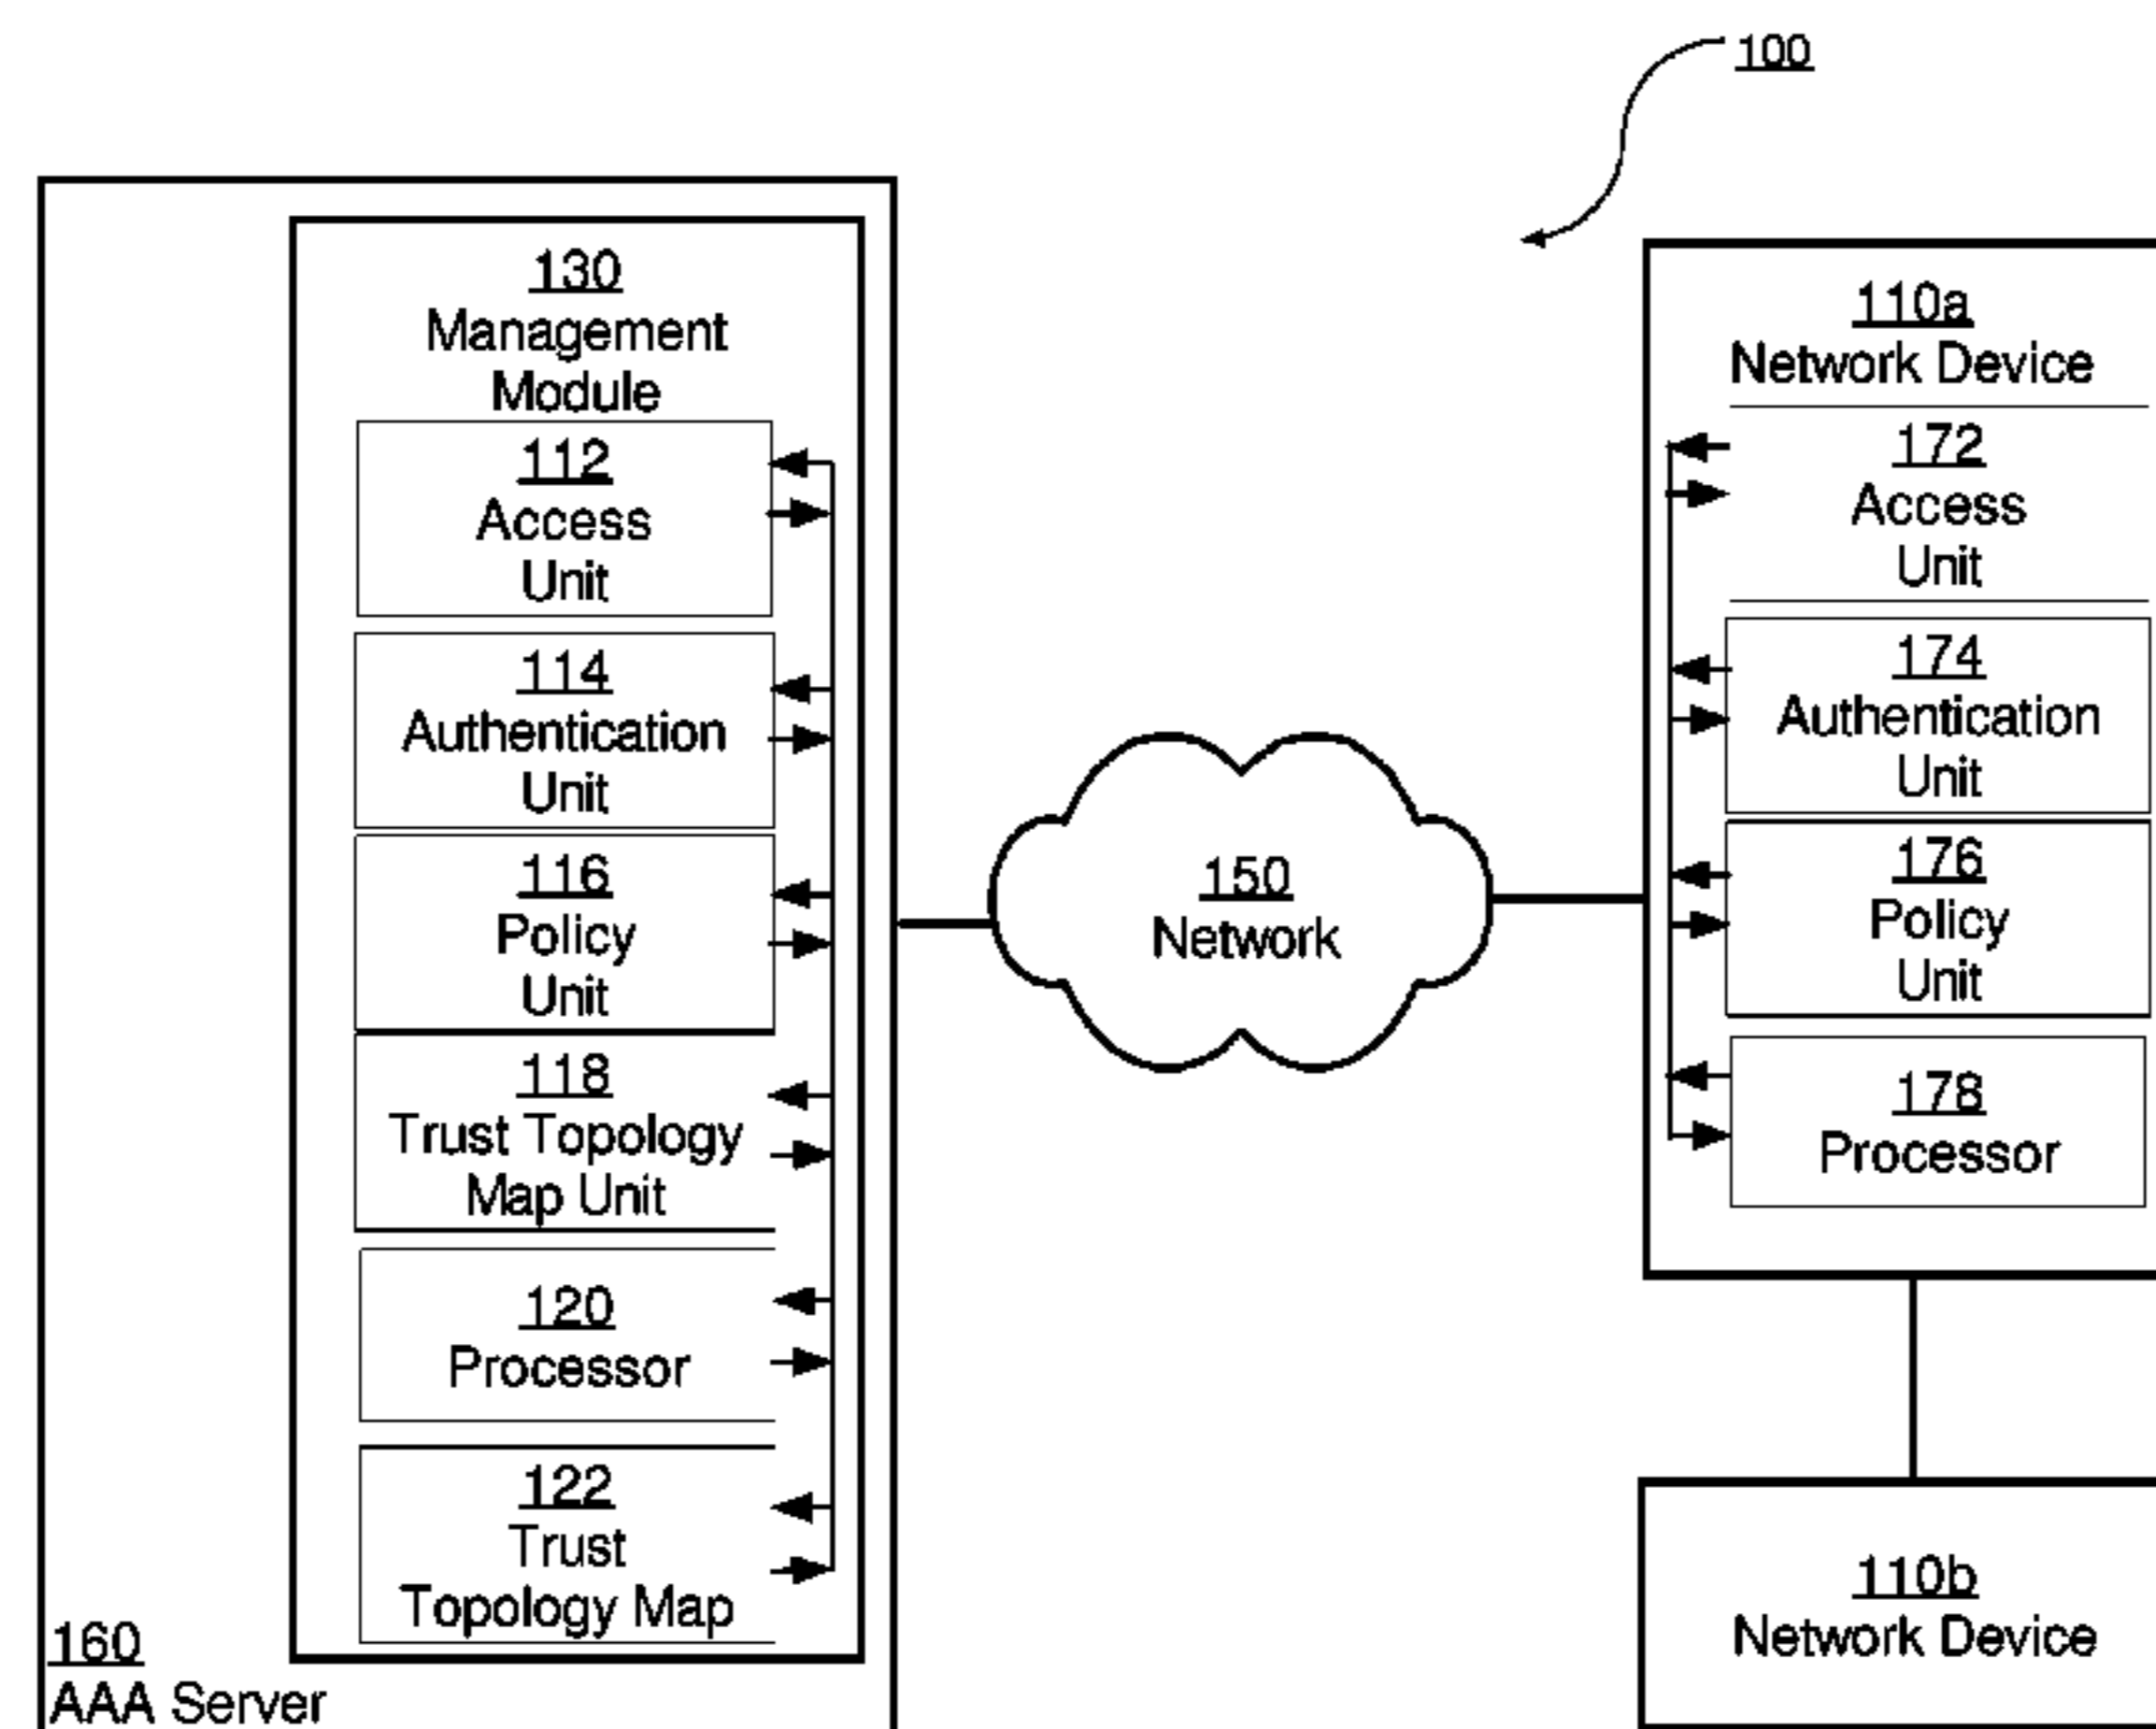 100
130
Management
Module
112
Access
Unit
114
Authentication
Unit
116
Policy
Unit
118
Trust Topology
Map Unit
120
Processor
122
Trust
Topology Map
160
AAA Server
150
Network
110a
Network Device
172
Access
Unit
174
Authentication
Unit
176
Policy
Unit
178
Processor
110b
Network Device